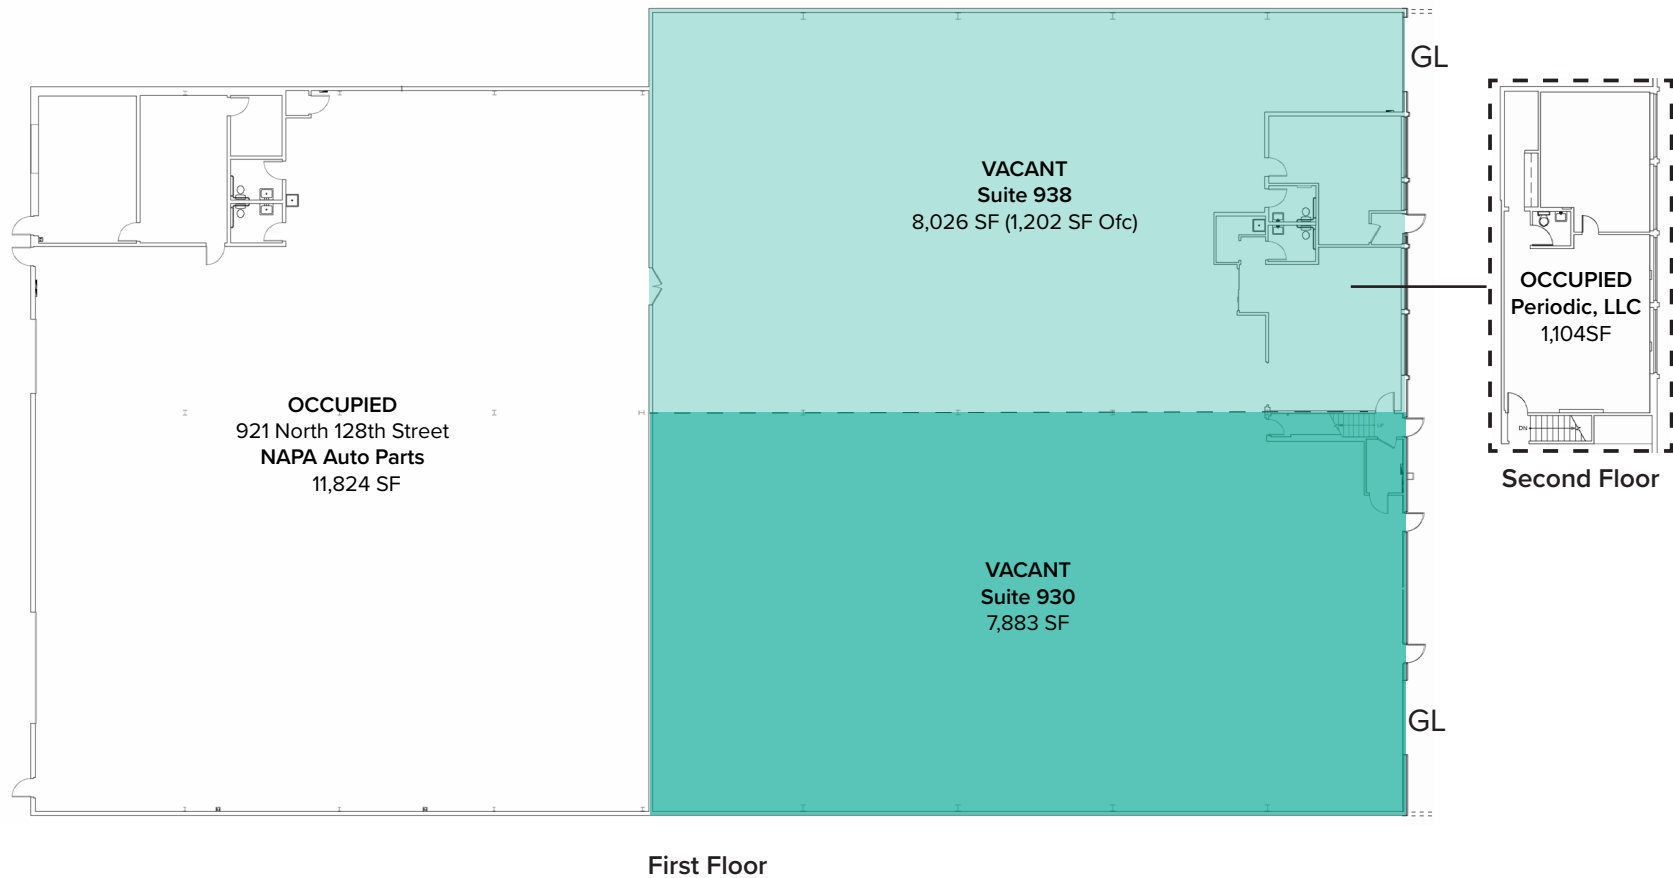 GL
VACANT
Suite 938
8,026 SF (1,202 SF Ofc)
OCCUPIED
Periodic, LLC
1,104SF
DN
Second Floor
OCCUPIED
921 North 128th Street
NAPA Auto Parts
11,824 SF
VACANT
Suite 930
7,883 SF
GL
First Floor